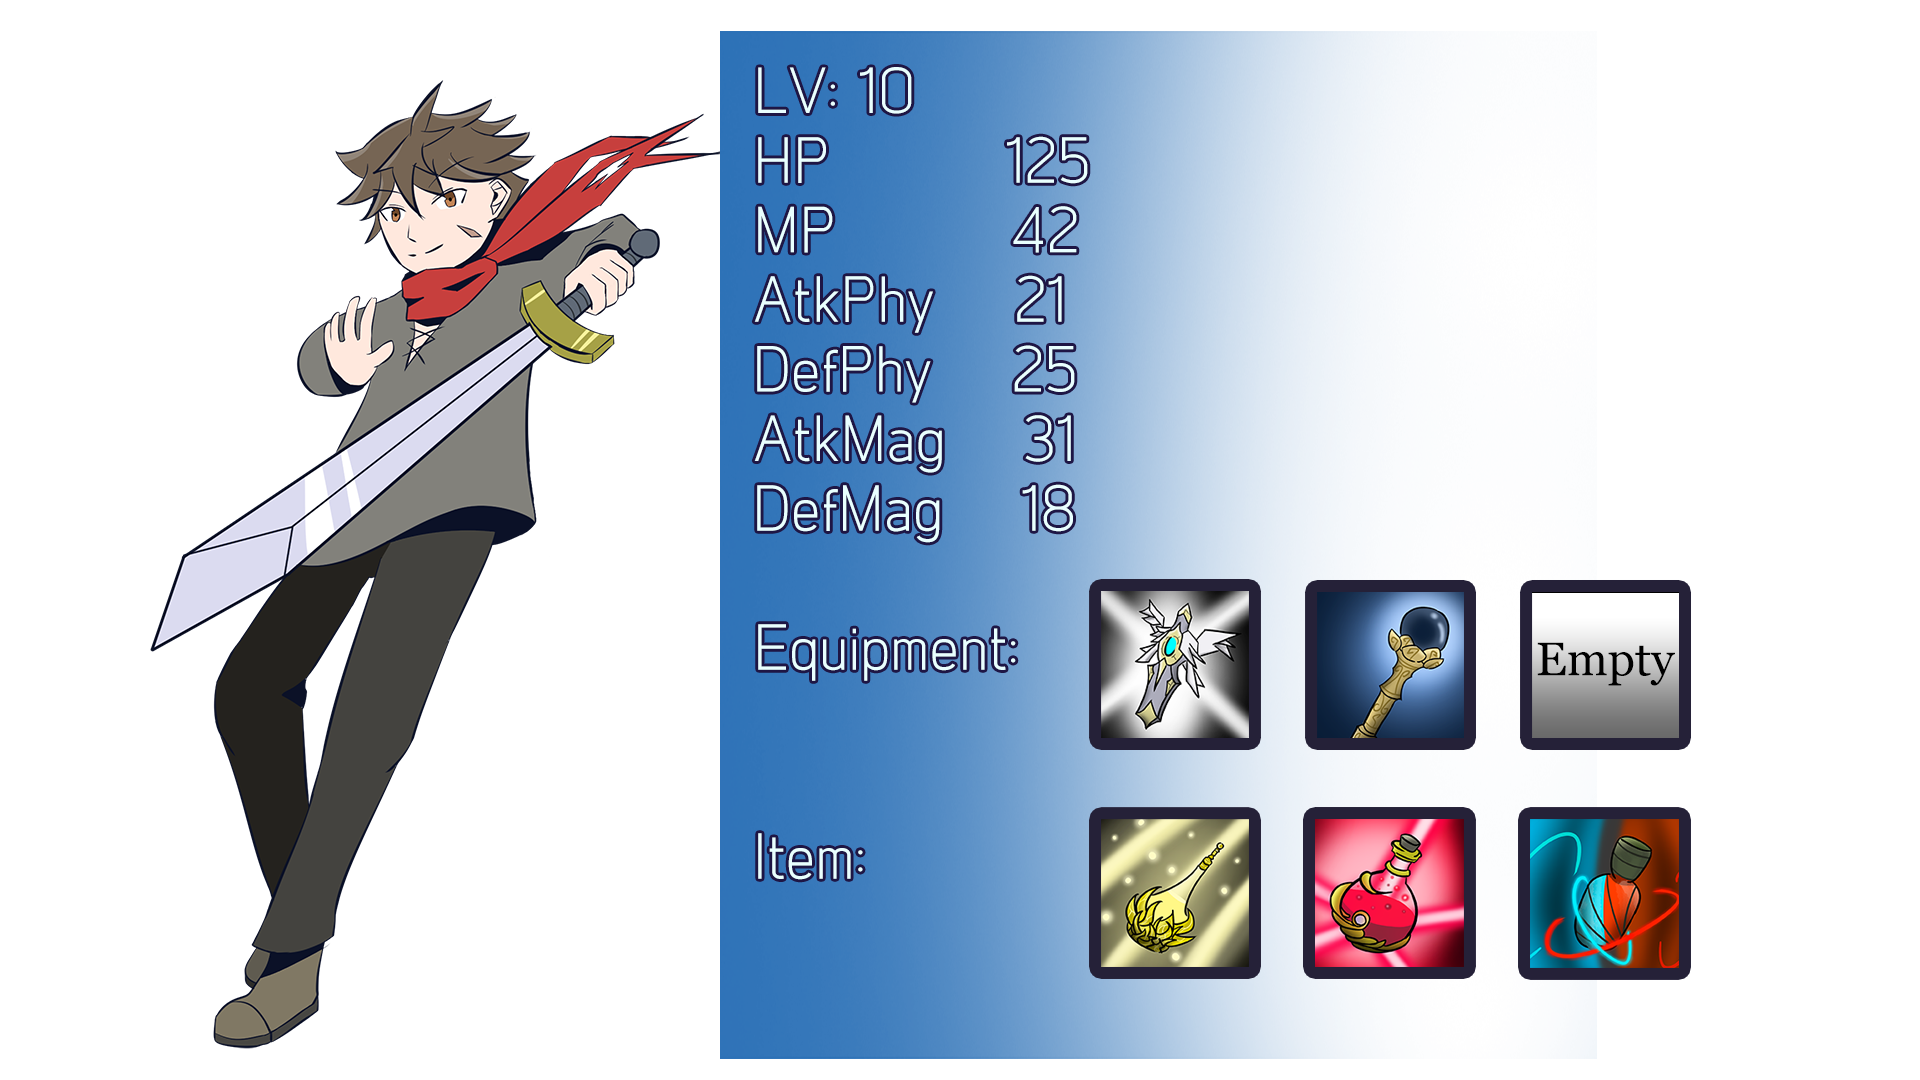 LV: 10
HP 125
MP 42
AtkPhy 21
DefPhy 25
AtkMag 31
DefMag 18
Equipment:
Empty
Item: